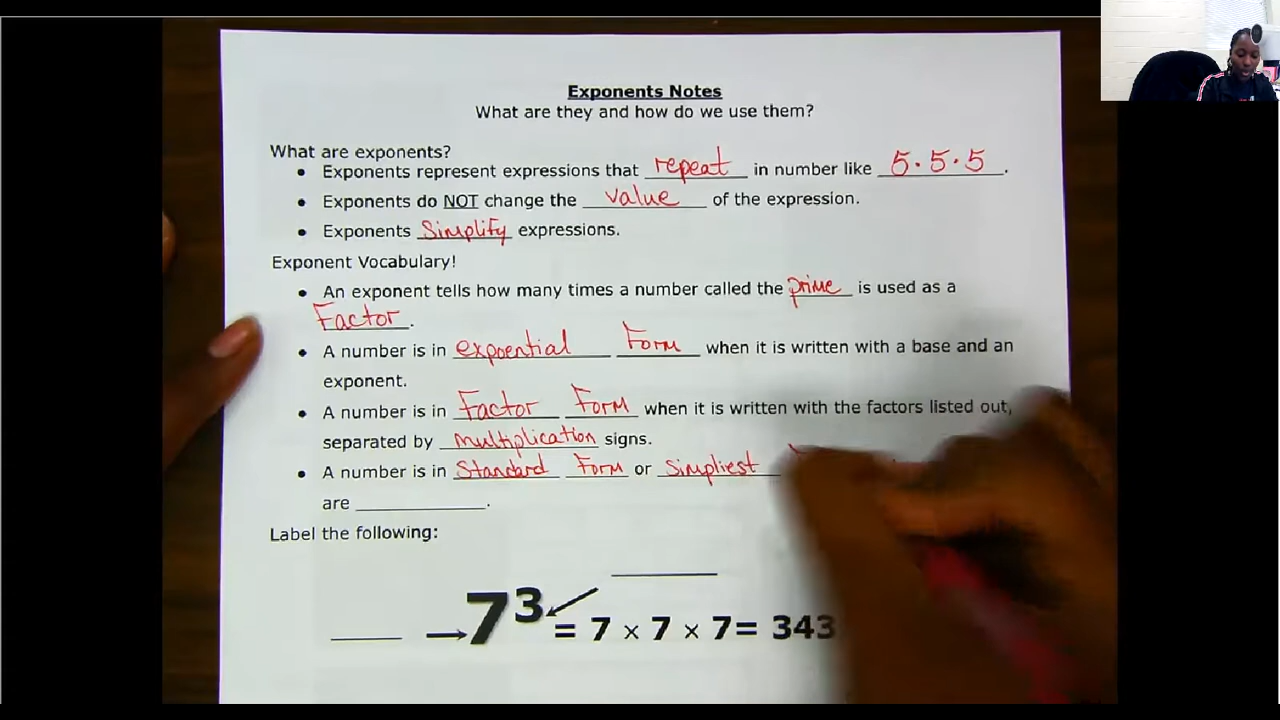 Exponents Notes
What are they and how do we use them?
What are exponents?
• Exponents represent expressions that repeat in number like 5·5·5.
• Exponents do NOT change the value of the expression.
• Exponents Simplify expressions.
Exponent Vocabulary!
• An exponent tells how many times a number called the prime is used as a
Factor.
• A number is in expoential Form when it is written with a base and an
exponent.
• A number is in Factor Form when it is written with the factors listed out,
separated by multiplication signs.
• A number is in Standard Form or Simpliest
are ____________.
Label the following:
→7³ = 7 × 7 × 7= 343